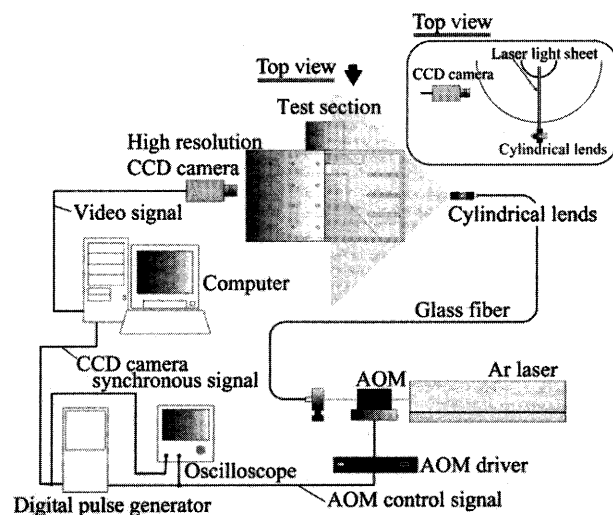 Top view
Laser light sheet
CCD camera
Cylindrical lends
Top view
Test section
High resolution
CCD camera
Video signal
Cylindrical lends
Computer
Glass fiber
CCD camera
synchronous signal
AOM
Ar laser
Oscilloscope
AOM driver
Digital pulse generator
AOM control signal